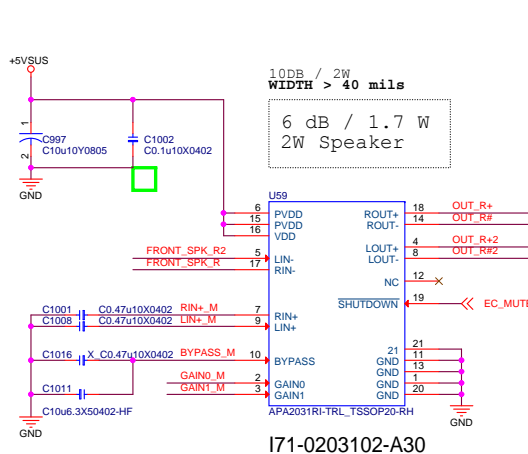 +5VSUS
10DB / 2W
WIDTH > 40 mils
6 dB / 1.7 W
2W Speaker
1
C997
C10u10Y0805
2
C1002
C0.1u10X0402
GND
U59
6 PVDD ROUT+ 18 OUT_R+
15 PVDD ROUT- 14 OUT_R#
16 VDD
LOUT+ 4 OUT_R+2
FRONT_SPK_R2 5 LIN- LOUT- 8 OUT_R#2
FRONT_SPK_R 17 RIN-
NC 12
SHUTDOWN 19 EC_MUTE
C1001 C0.47u10X0402 RIN+_M 7 RIN+
C1008 C0.47u10X0402 LIN+_M 9 LIN+
21 21
C1016 X_C0.47u10X0402 BYPASS_M 10 BYPASS GND 11
GND 13
GAIN0_M 2 GAIN0 GND 1
C1011 GAIN1_M 3 GAIN1 GND 20
C10u6.3X50402-HF
APA2031RI-TRL_TSSOP20-RH
GND
GND
I71-0203102-A30